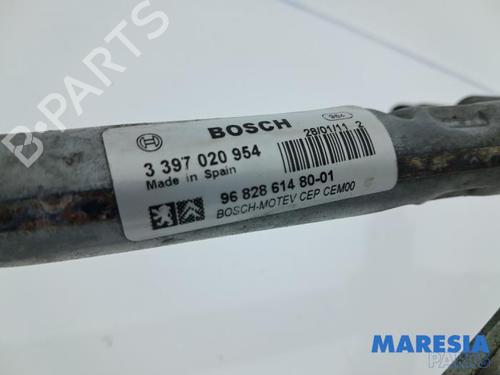 BOSCH
984
28/01/11 2
3 397 020 954
Made in Spain
96 828 614 80-01
BOSCH-MOTEV CEP CEM00
B-PARTS
MARESIA
PARTS